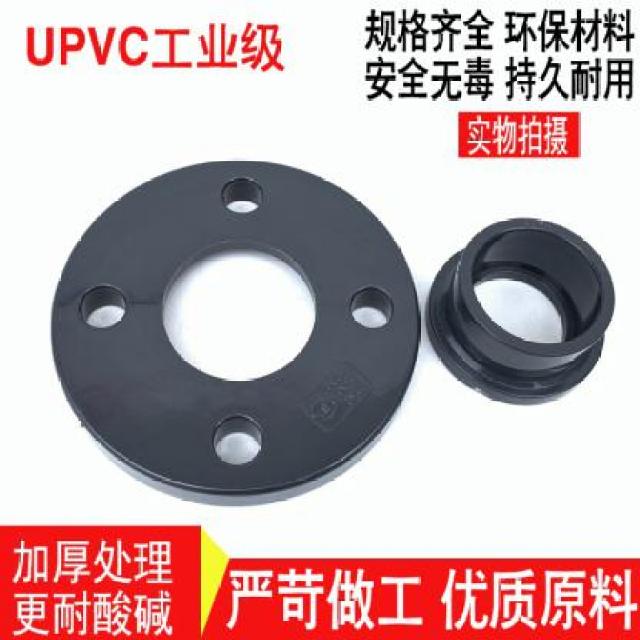 UPVC工业级
规格齐全 环保材料
安全无毒 持久耐用
实物拍摄
加厚处理
更耐酸碱
严苛做工 优质原料